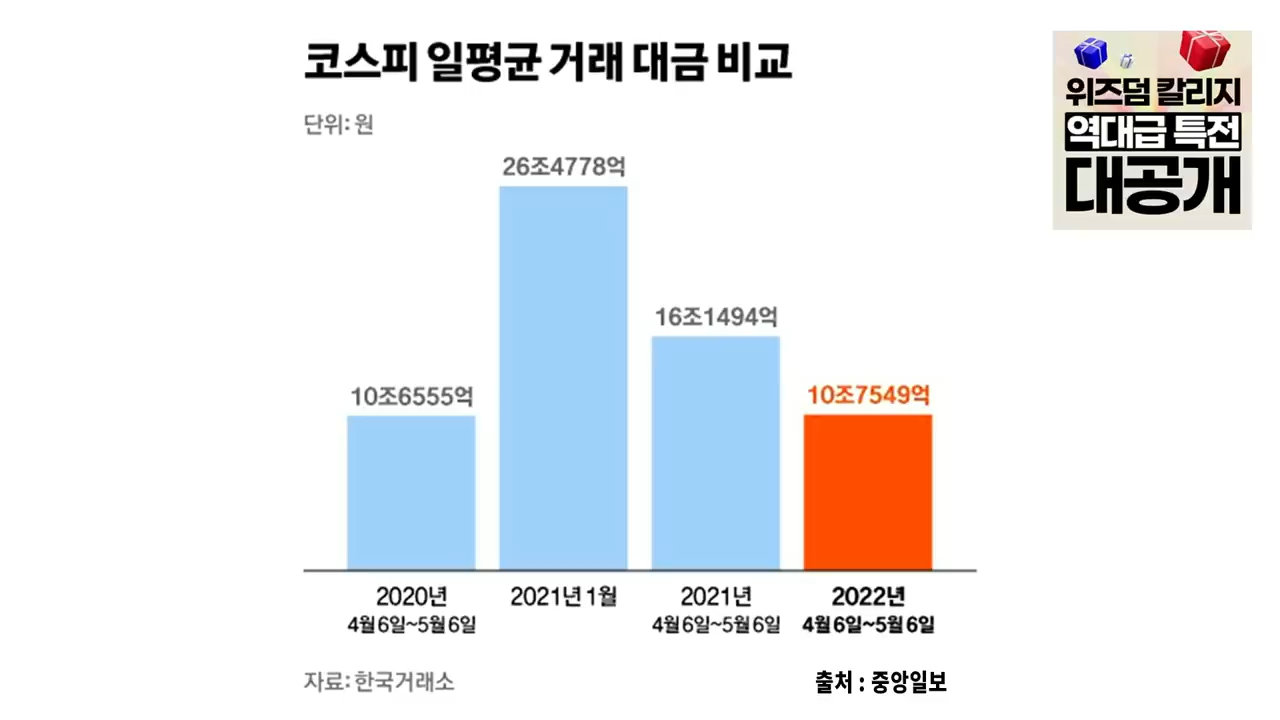 코스피 일평균 거래 대금 비교
단위: 원
10조6555억
26조4778억
16조1494억
10조7549억
2020년
4월 6일~5월 6일
2021년 1월
2021년
4월 6일~5월 6일
2022년
4월 6일~5월 6일
자료: 한국거래소
출처 : 중앙일보
위즈덤 칼리지
역대급 특전
대공개